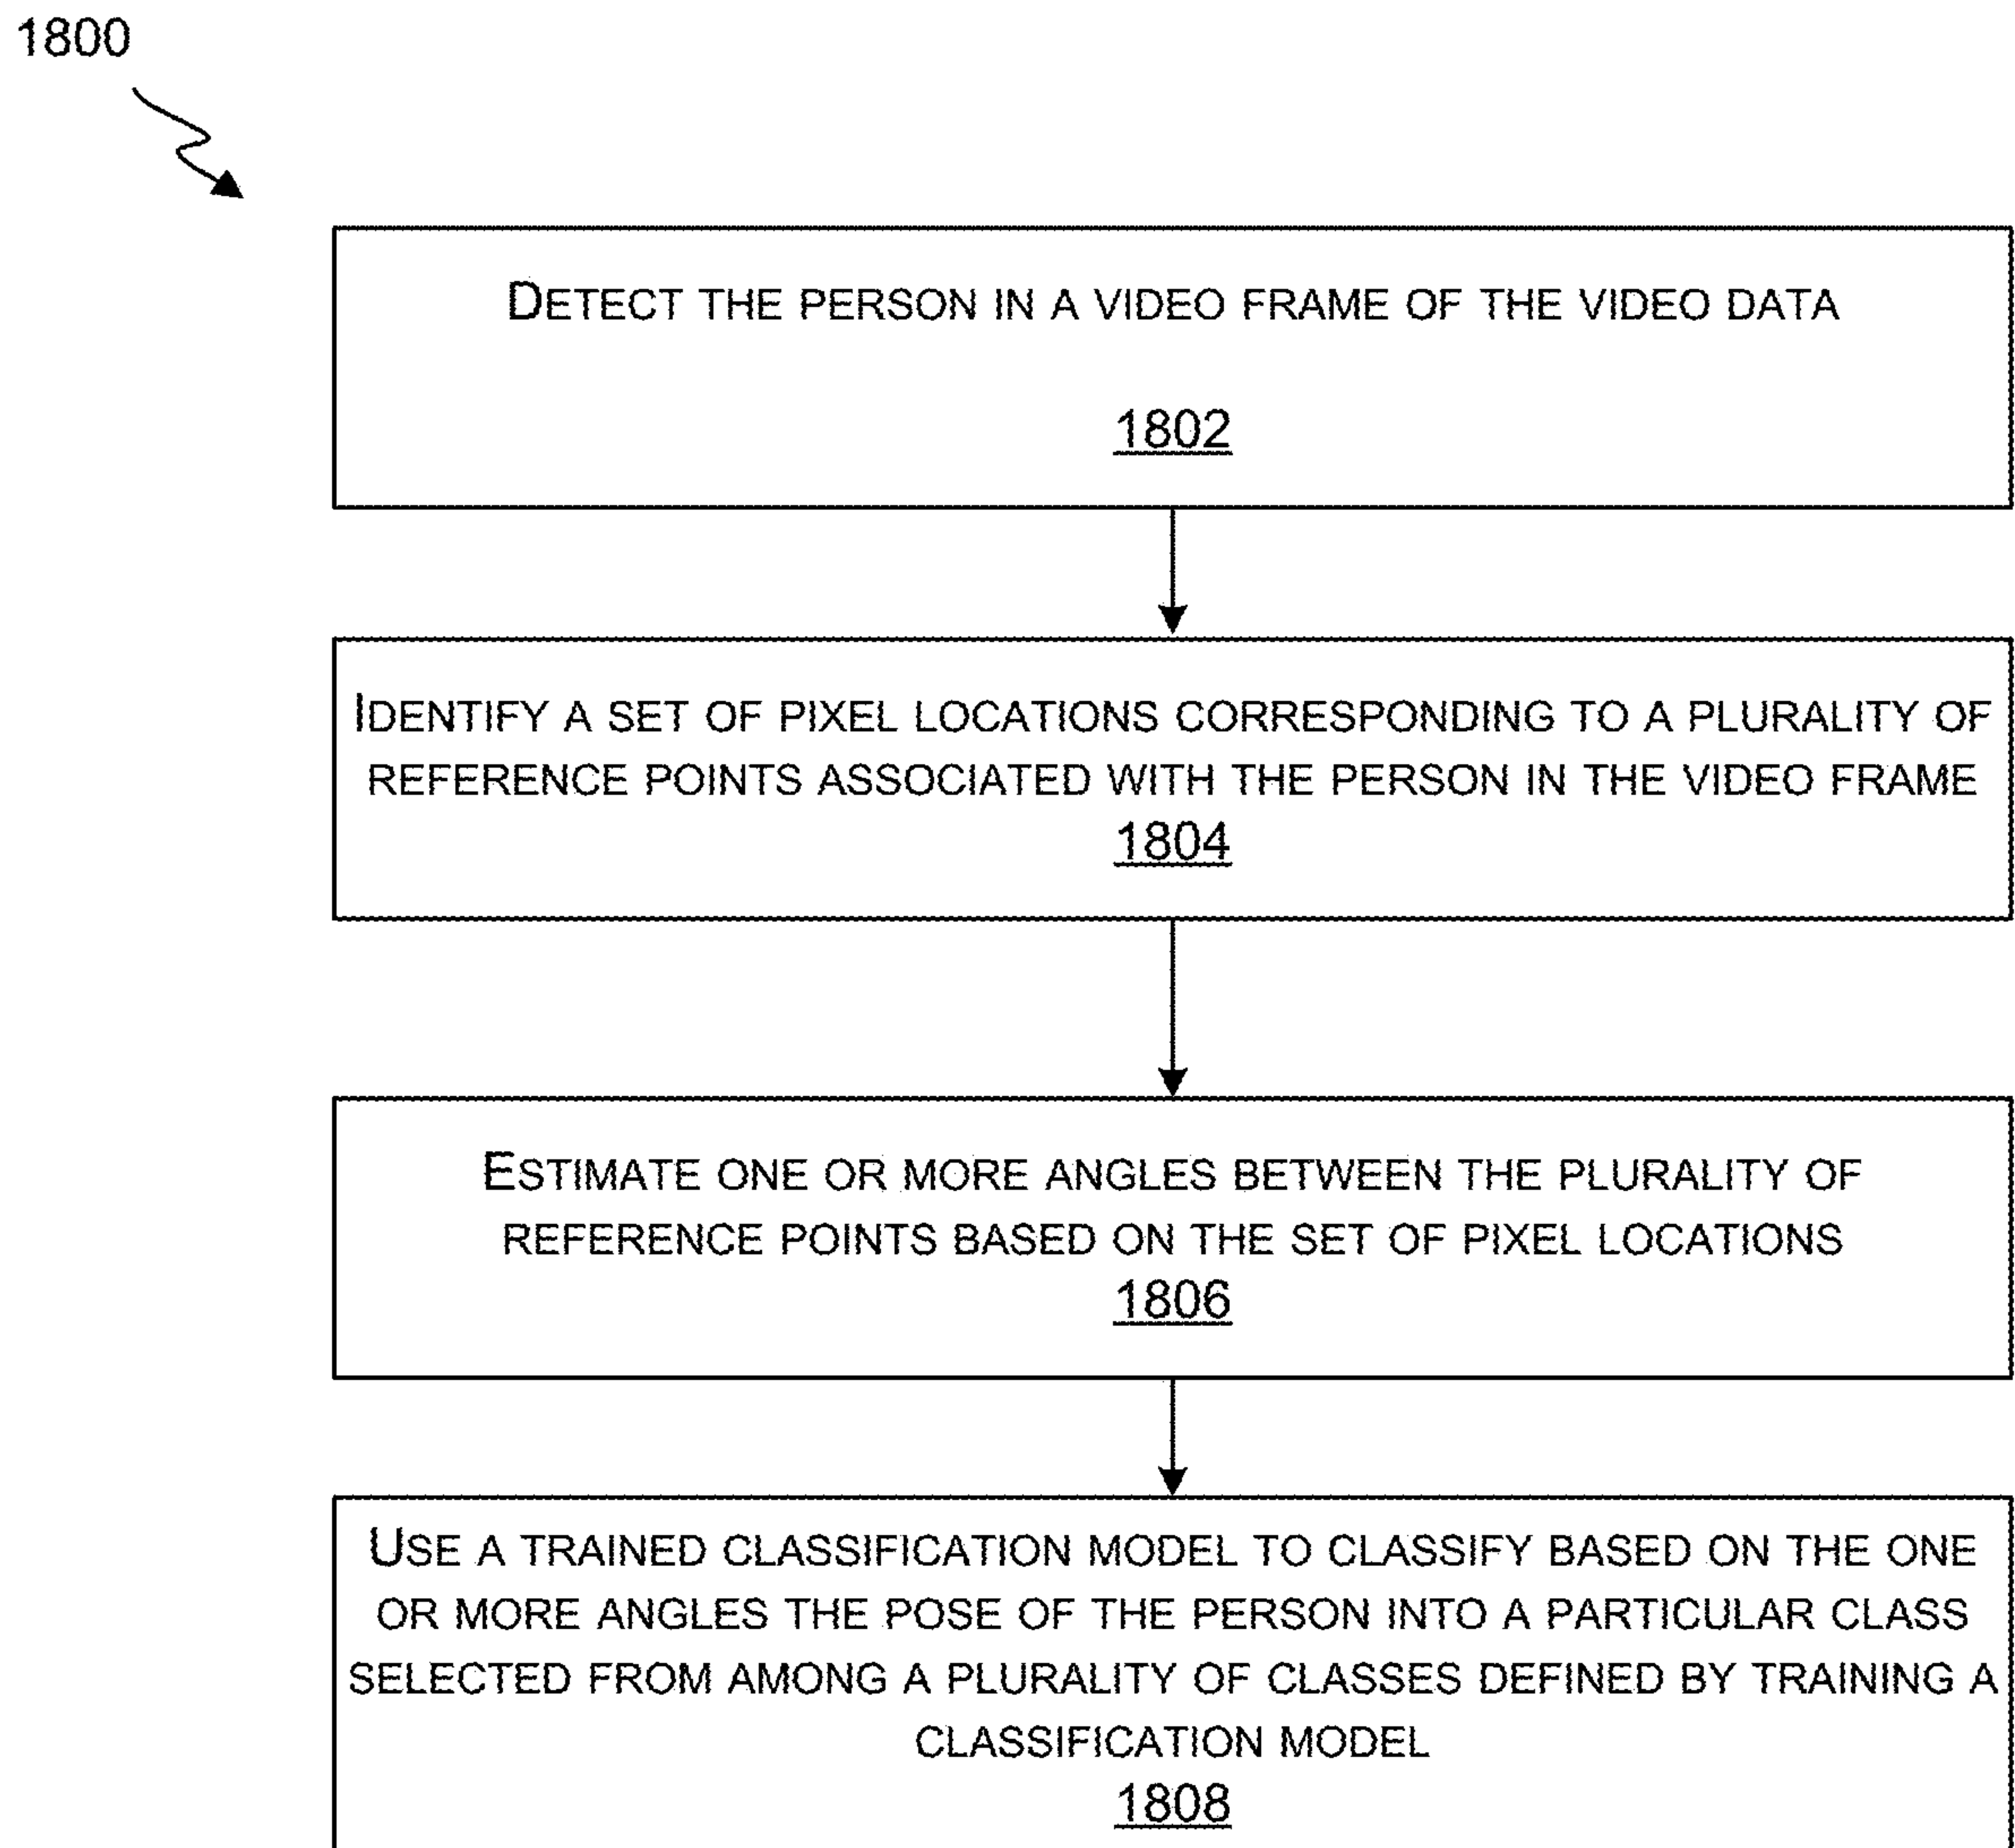 1800
DETECT THE PERSON IN A VIDEO FRAME OF THE VIDEO DATA
1802
IDENTIFY A SET OF PIXEL LOCATIONS CORRESPONDING TO A PLURALITY OF
REFERENCE POINTS ASSOCIATED WITH THE PERSON IN THE VIDEO FRAME
1804
ESTIMATE ONE OR MORE ANGLES BETWEEN THE PLURALITY OF
REFERENCE POINTS BASED ON THE SET OF PIXEL LOCATIONS
1806
USE A TRAINED CLASSIFICATION MODEL TO CLASSIFY BASED ON THE ONE
OR MORE ANGLES THE POSE OF THE PERSON INTO A PARTICULAR CLASS
SELECTED FROM AMONG A PLURALITY OF CLASSES DEFINED BY TRAINING A
CLASSIFICATION MODEL
1808